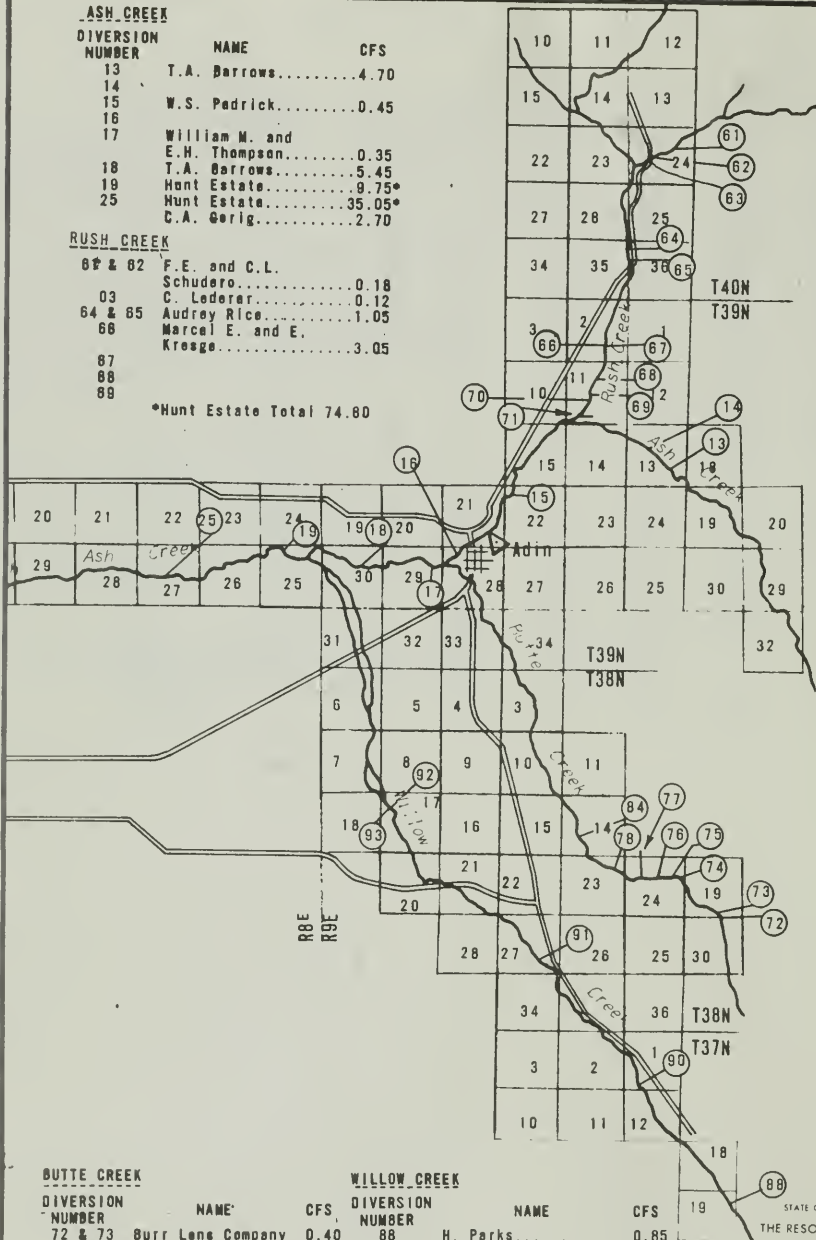 ASH CREEK
DIVERSION NUMBER NAME CFS
13 T.A. Barrows.........4.70
14
15 W.S. Pedrick.........0.45
16
17 William M. and
E.H. Thompson........0.35
18 T.A. Barrows.........5.45
19 Hunt Estate..........9.75*
25 Hunt Estate.........35.05*
C.A. Gerig...........2.70
RUSH CREEK
61 & 62 F.E. and C.L.
Schudero.............0.18
03 C. Lederer...........0.12
64 & 65 Audrey Rice..........1.05
66 Marcel E. and E.
Kresge...............3.05
67
68
69
*Hunt Estate Total 74.80
10 11 12
15 14 13
61
22 23 24 62
63
27 26 25
64
34 35 36 65
T40N
T39N
3 2 1
66 67
Rush Creek
11 68
70 10 2
69
71 14
Ash Creek
13
16 15 14 13 18
21 15
20 21 22 25 23 24 19 19 18 20 22 23 24 19 20
Adin
29 Ash Creek
28 27 26 25 30 29 17 28 27 26 25 30 29
Butte Creek
31 32 33 34 32
T39N
T38N
6 5 4 3
7 8 9 10 11
92
77
84
18 17 16 15 14 78 76 75
93 74
Willow Creek
21 22 23 24 19 73
20 72
R8E
R9E
28 27 91 26 25 30
34 36 T38N
T37N
3 2 1
90
10 11 12
18
88
19
STATE
THE RESO
BUTTE CREEK
DIVERSION NUMBER NAME CFS
72 & 73 Burr Lane Company 0.40
WILLOW CREEK
DIVERSION NUMBER NAME CFS
88 H. Parks 0.85